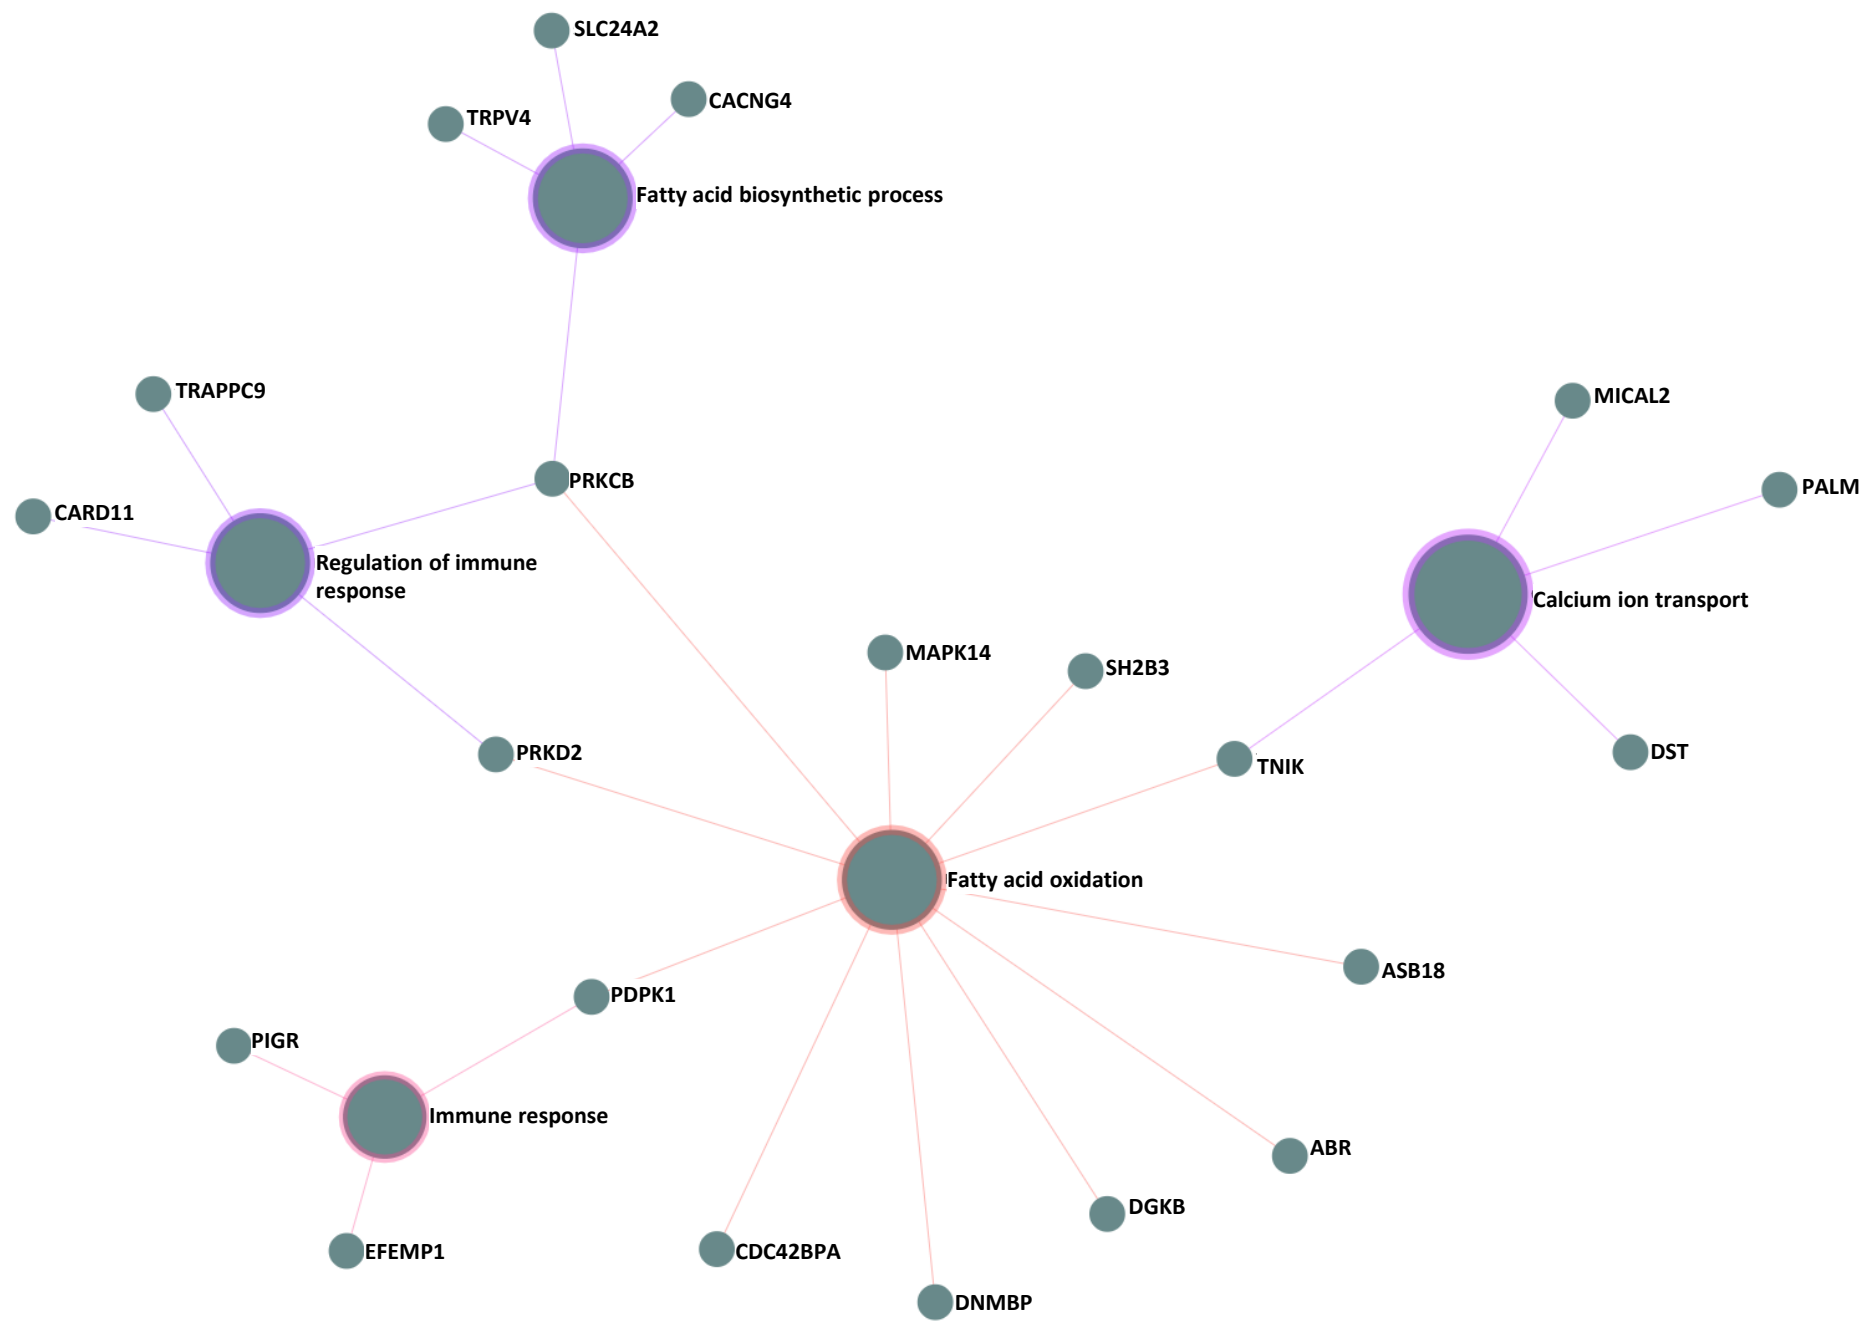 SLC24A2
CACNG4
TRPV4
Fatty acid biosynthetic process
TRAPPC9
MICAL2
PRKCB
PALM
CARD11
Regulation of immune
response
Calcium ion transport
MAPK14
SH2B3
PRKD2
TNIK
DST
Fatty acid oxidation
ASB18
PDPK1
PIGR
Immune response
ABR
DGKB
EFEMP1
CDC42BPA
DNMBP